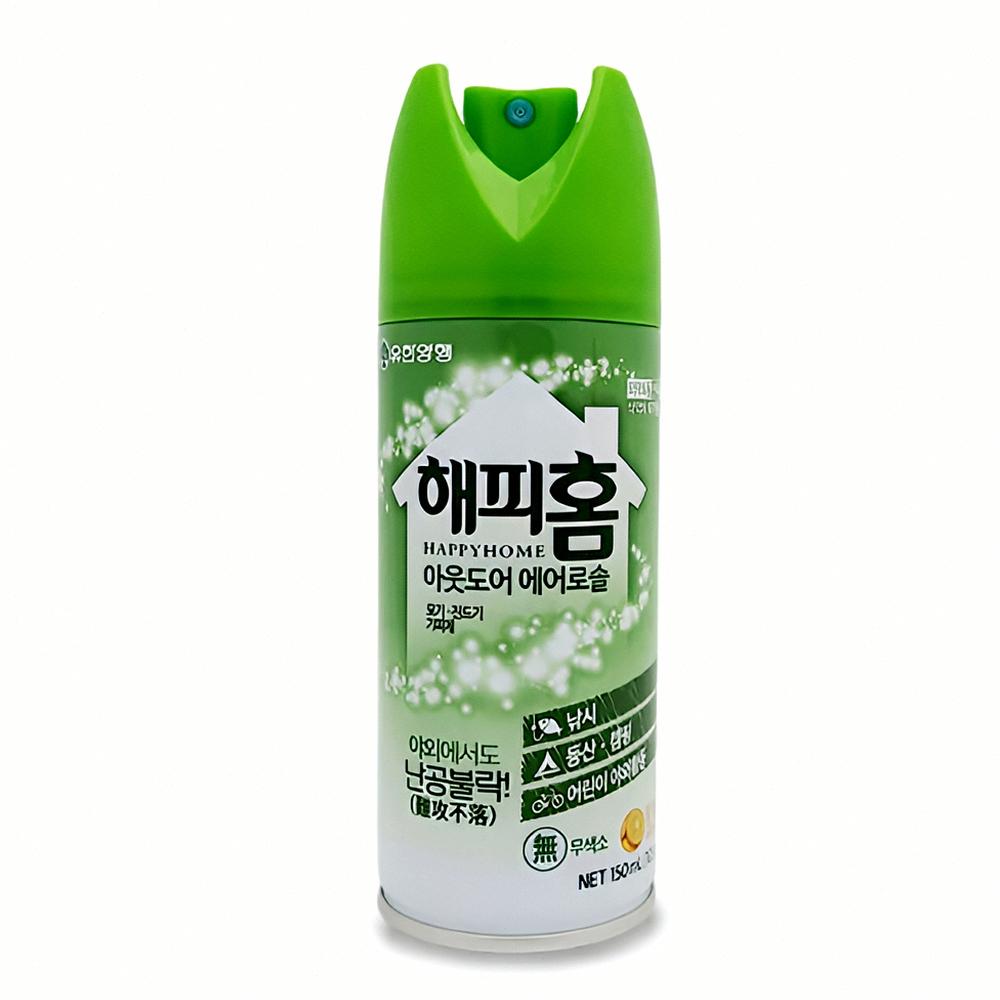 유한양행
해피홈
HAPPYHOME
아웃도어 에어로솔
모기·진드기
기피제
낚시
등산·캠핑
어린이 야외활동
야외에서도
난공불락!
(難攻不落)
無 무색소
NET 150mL